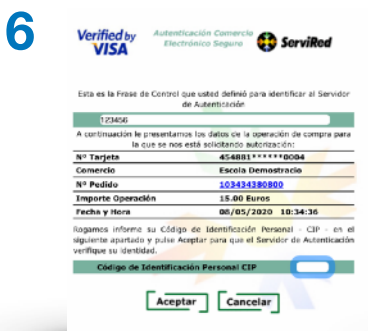 6
Verified by
VISA
Autenticación Comercio
Electrónico Seguro
ServiRed
Esta es la Frase de Control que usted definió para identificar al Servidor
de Autenticación
123456
A continuación le presentamos los datos de la operación de compra para
la que se nos está solicitando autorización:
Nº Tarjeta 454881******0004
Comercio Escola Demostracio
Nº Pedido 103434380800
Importe Operación 15.00 Euros
Fecha y Hora 08/05/2020 10:34:36
Rogamos informe su Código de Identificación Personal - CIP - en el
siguiente apartado y pulse Aceptar para que el Servidor de Autenticación
verifique su identidad.
Código de Identificación Personal CIP
Aceptar Cancelar